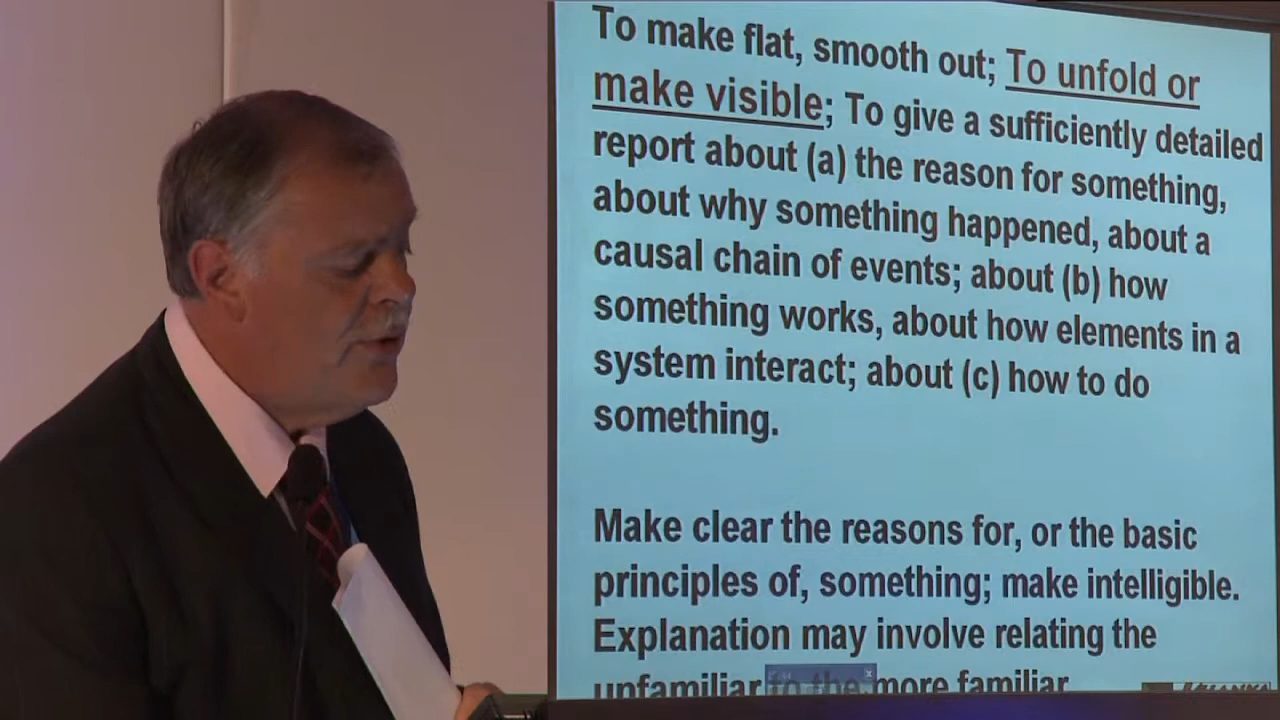 To make flat, smooth out; To unfold or
make visible; To give a sufficiently detailed
report about (a) the reason for something,
about why something happened, about a
causal chain of events; about (b) how
something works, about how elements in a
system interact; about (c) how to do
something.
Make clear the reasons for, or the basic
principles of, something; make intelligible.
Explanation may involve relating the
unfamiliar to the more familiar